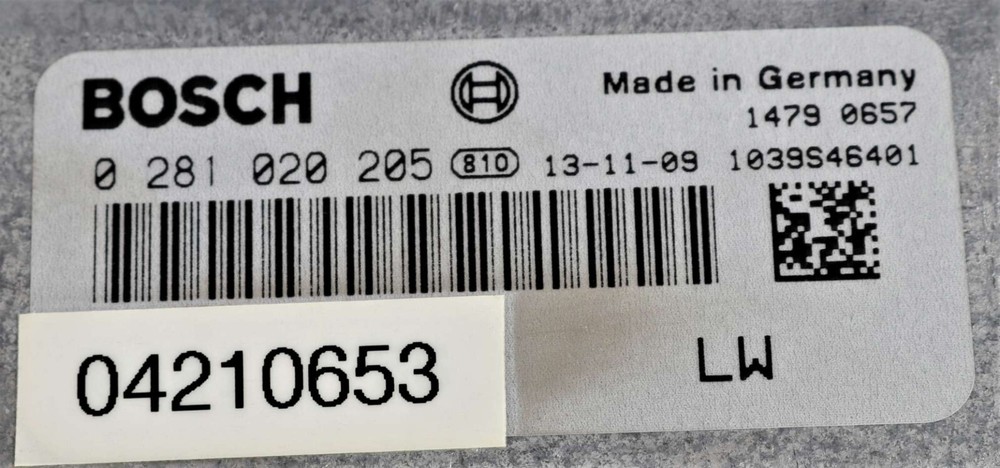 BOSCH
Made in Germany
1479 0657
0 281 020 205 810 13-11-09 1039S46401
04210653
LW